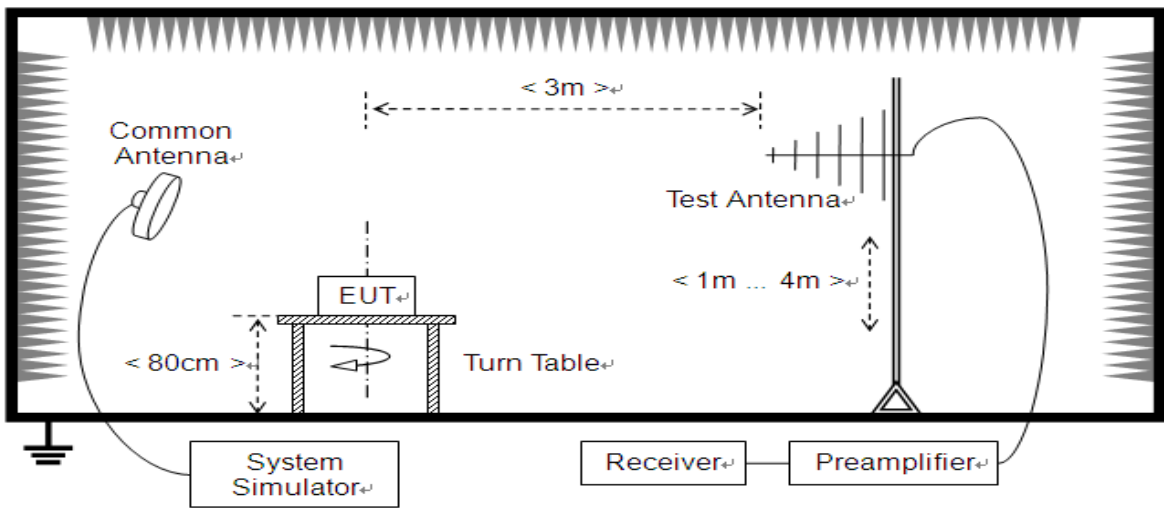 < 3m >
Common
Antenna
Test Antenna
< 1m ... 4m >
EUT
< 80cm >
Turn Table
System
Simulator
Receiver
Preamplifier